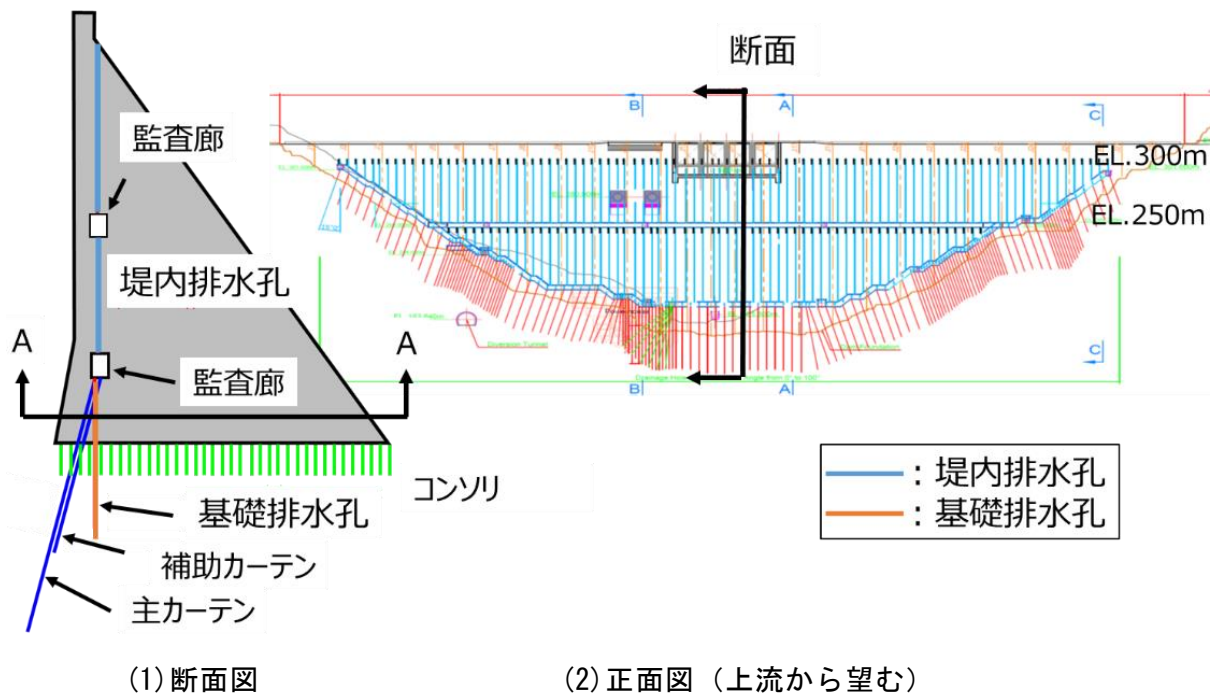 監査廊
堤内排水孔
A
A
監査廊
コンソリ
基礎排水孔
補助カーテン
主カーテン
(1)断面図
断面
B
A
C
EL.300m
EL.250m
Diversion Tunnel
C
B
A
：堤内排水孔
：基礎排水孔
(2)正面図（上流から望む）